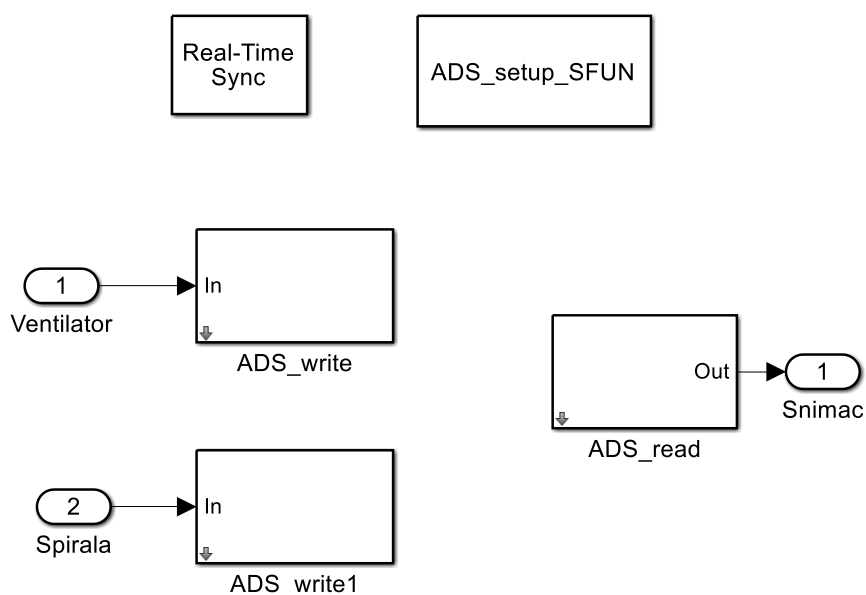 Real-Time
Sync
ADS_setup_SFUN
1
In
Ventilator
ADS_write
Out
1
Snimac
ADS_read
2
In
Spirala
ADS_write1